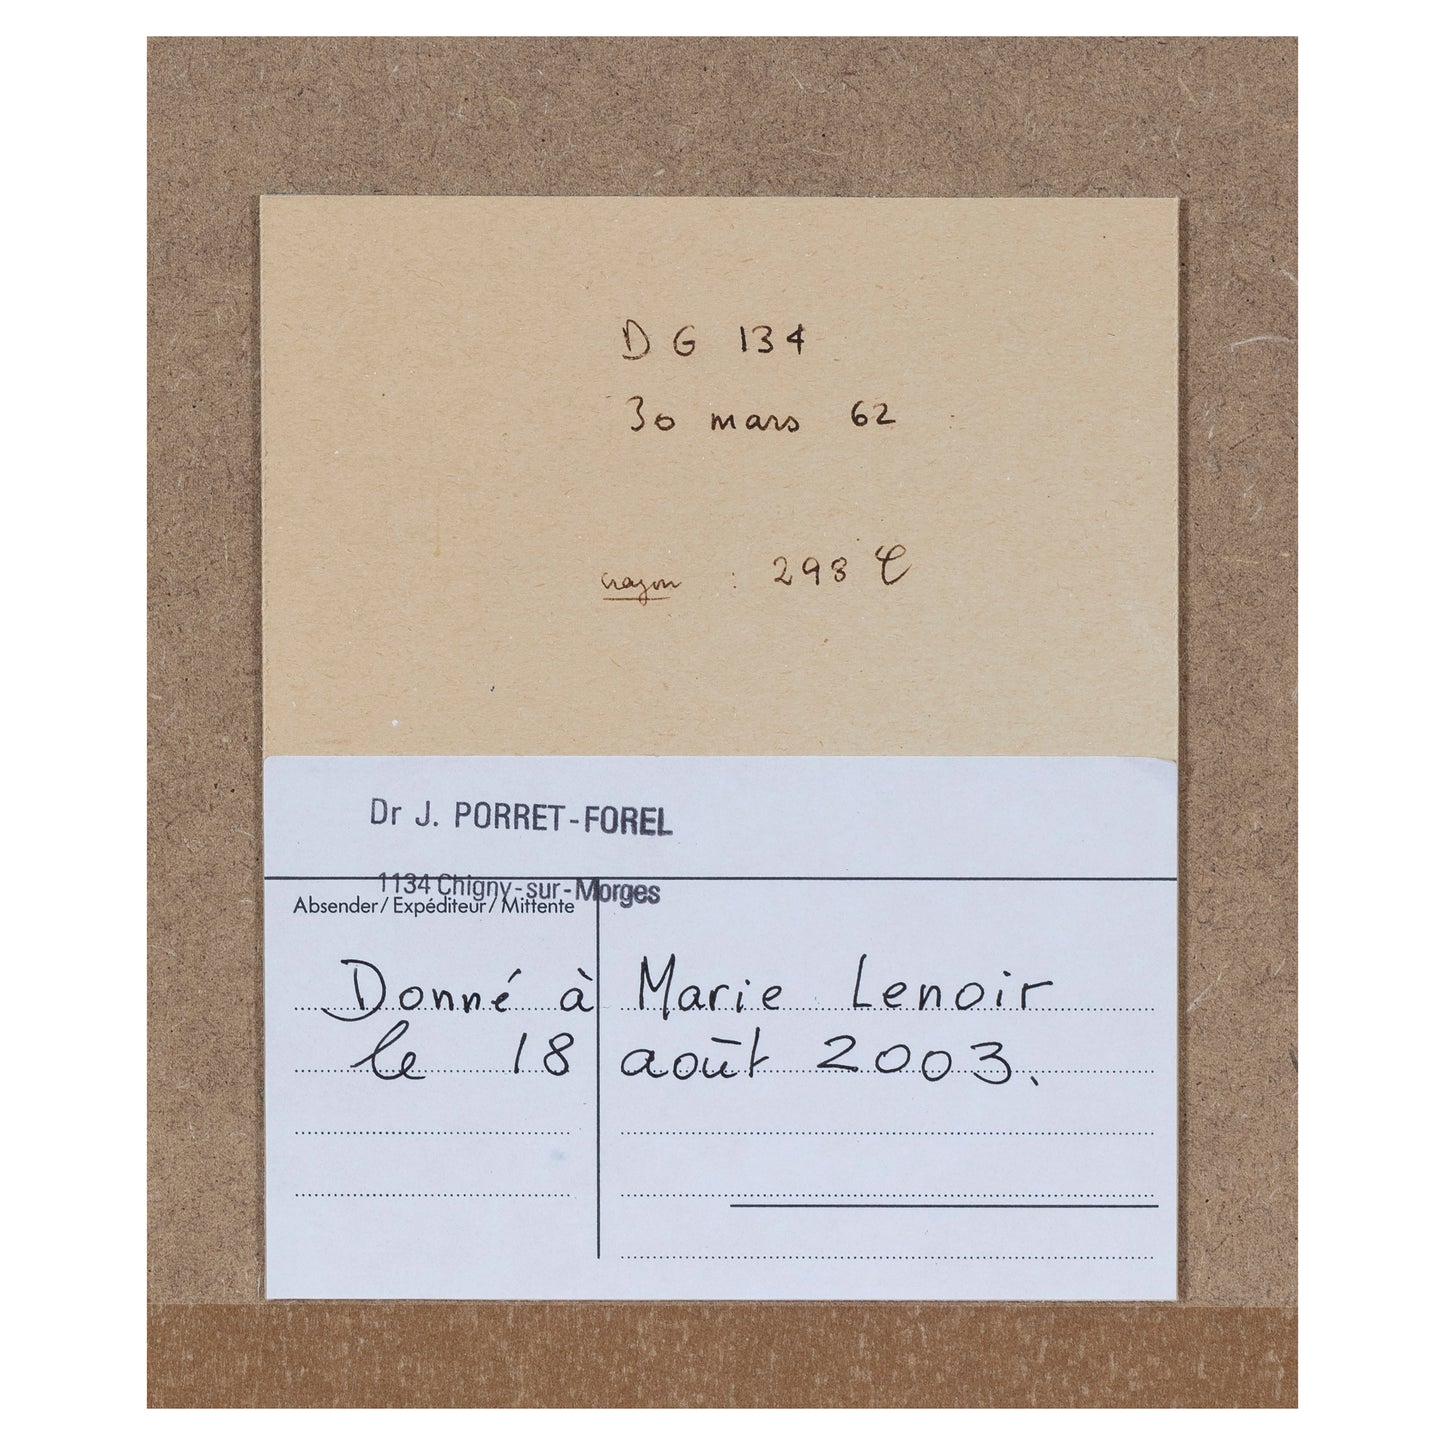 D G 134
30 mars 62
crayon : 293
Dr J. PORRET-FOREL
1134 Chigny-sur-Morges
Absender/Expéditeur/Mittente
Donné à Marie Lenoir
le 18 août 2003.